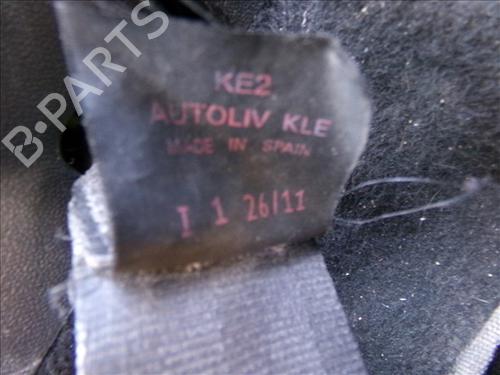 B-PARTS
KE2
AUTOLIV KLE
MADE IN SPAIN
I 1 26/11